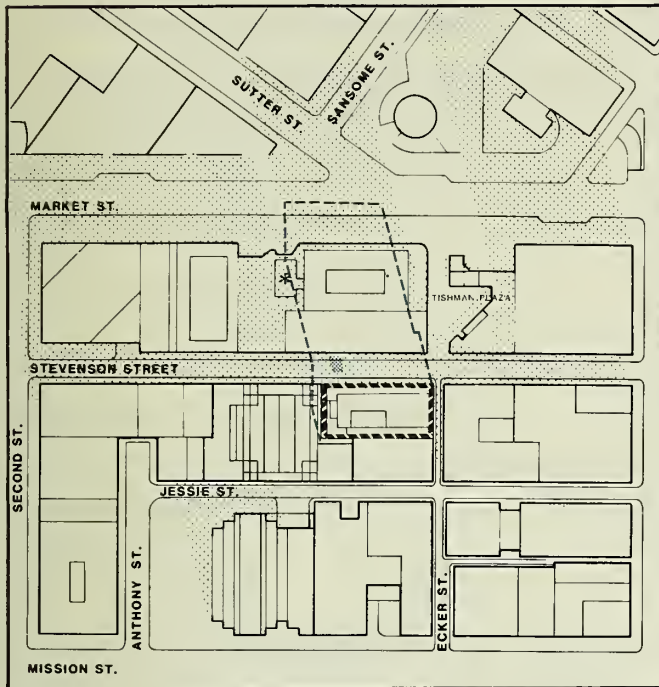 SUTTER ST.
SANSOME ST.
MARKET ST.
TISHMAN PLAZA
STEVENSON STREET
SECOND ST.
JESSIE ST.
ANTHONY ST.
ECKER ST.
MISSION ST.